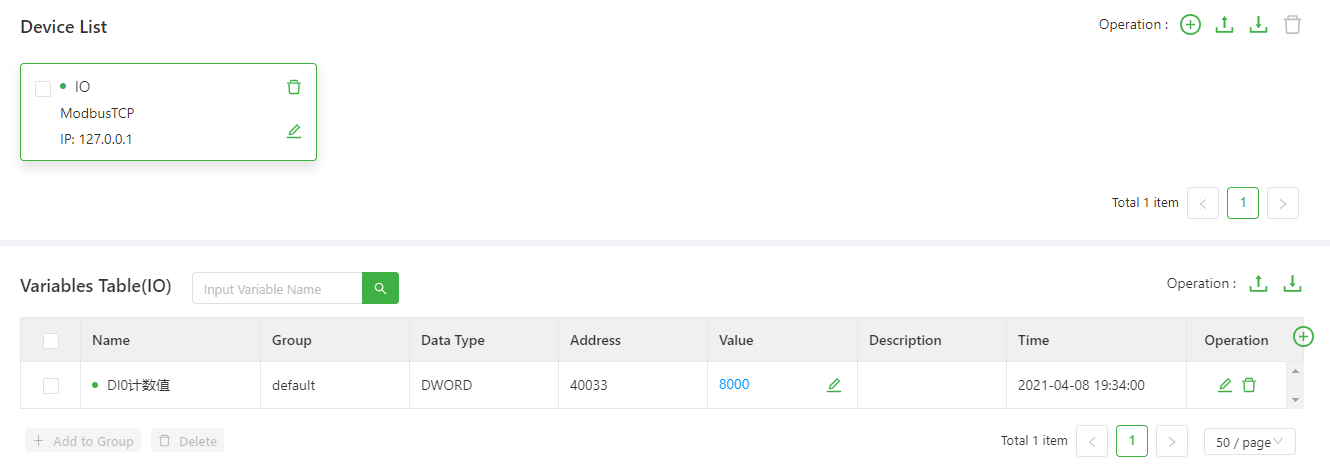 Device List
Operation :
IO
ModbusTCP
IP: 127.0.0.1
Total 1 item < 1 >
Variables Table(IO) Input Variable Name Operation :
Name Group Data Type Address Value Description Time Operation
DI0计数值 default DWORD 40033 8000 2021-04-08 19:34:00
+ Add to Group Delete Total 1 item < 1 > 50 / page